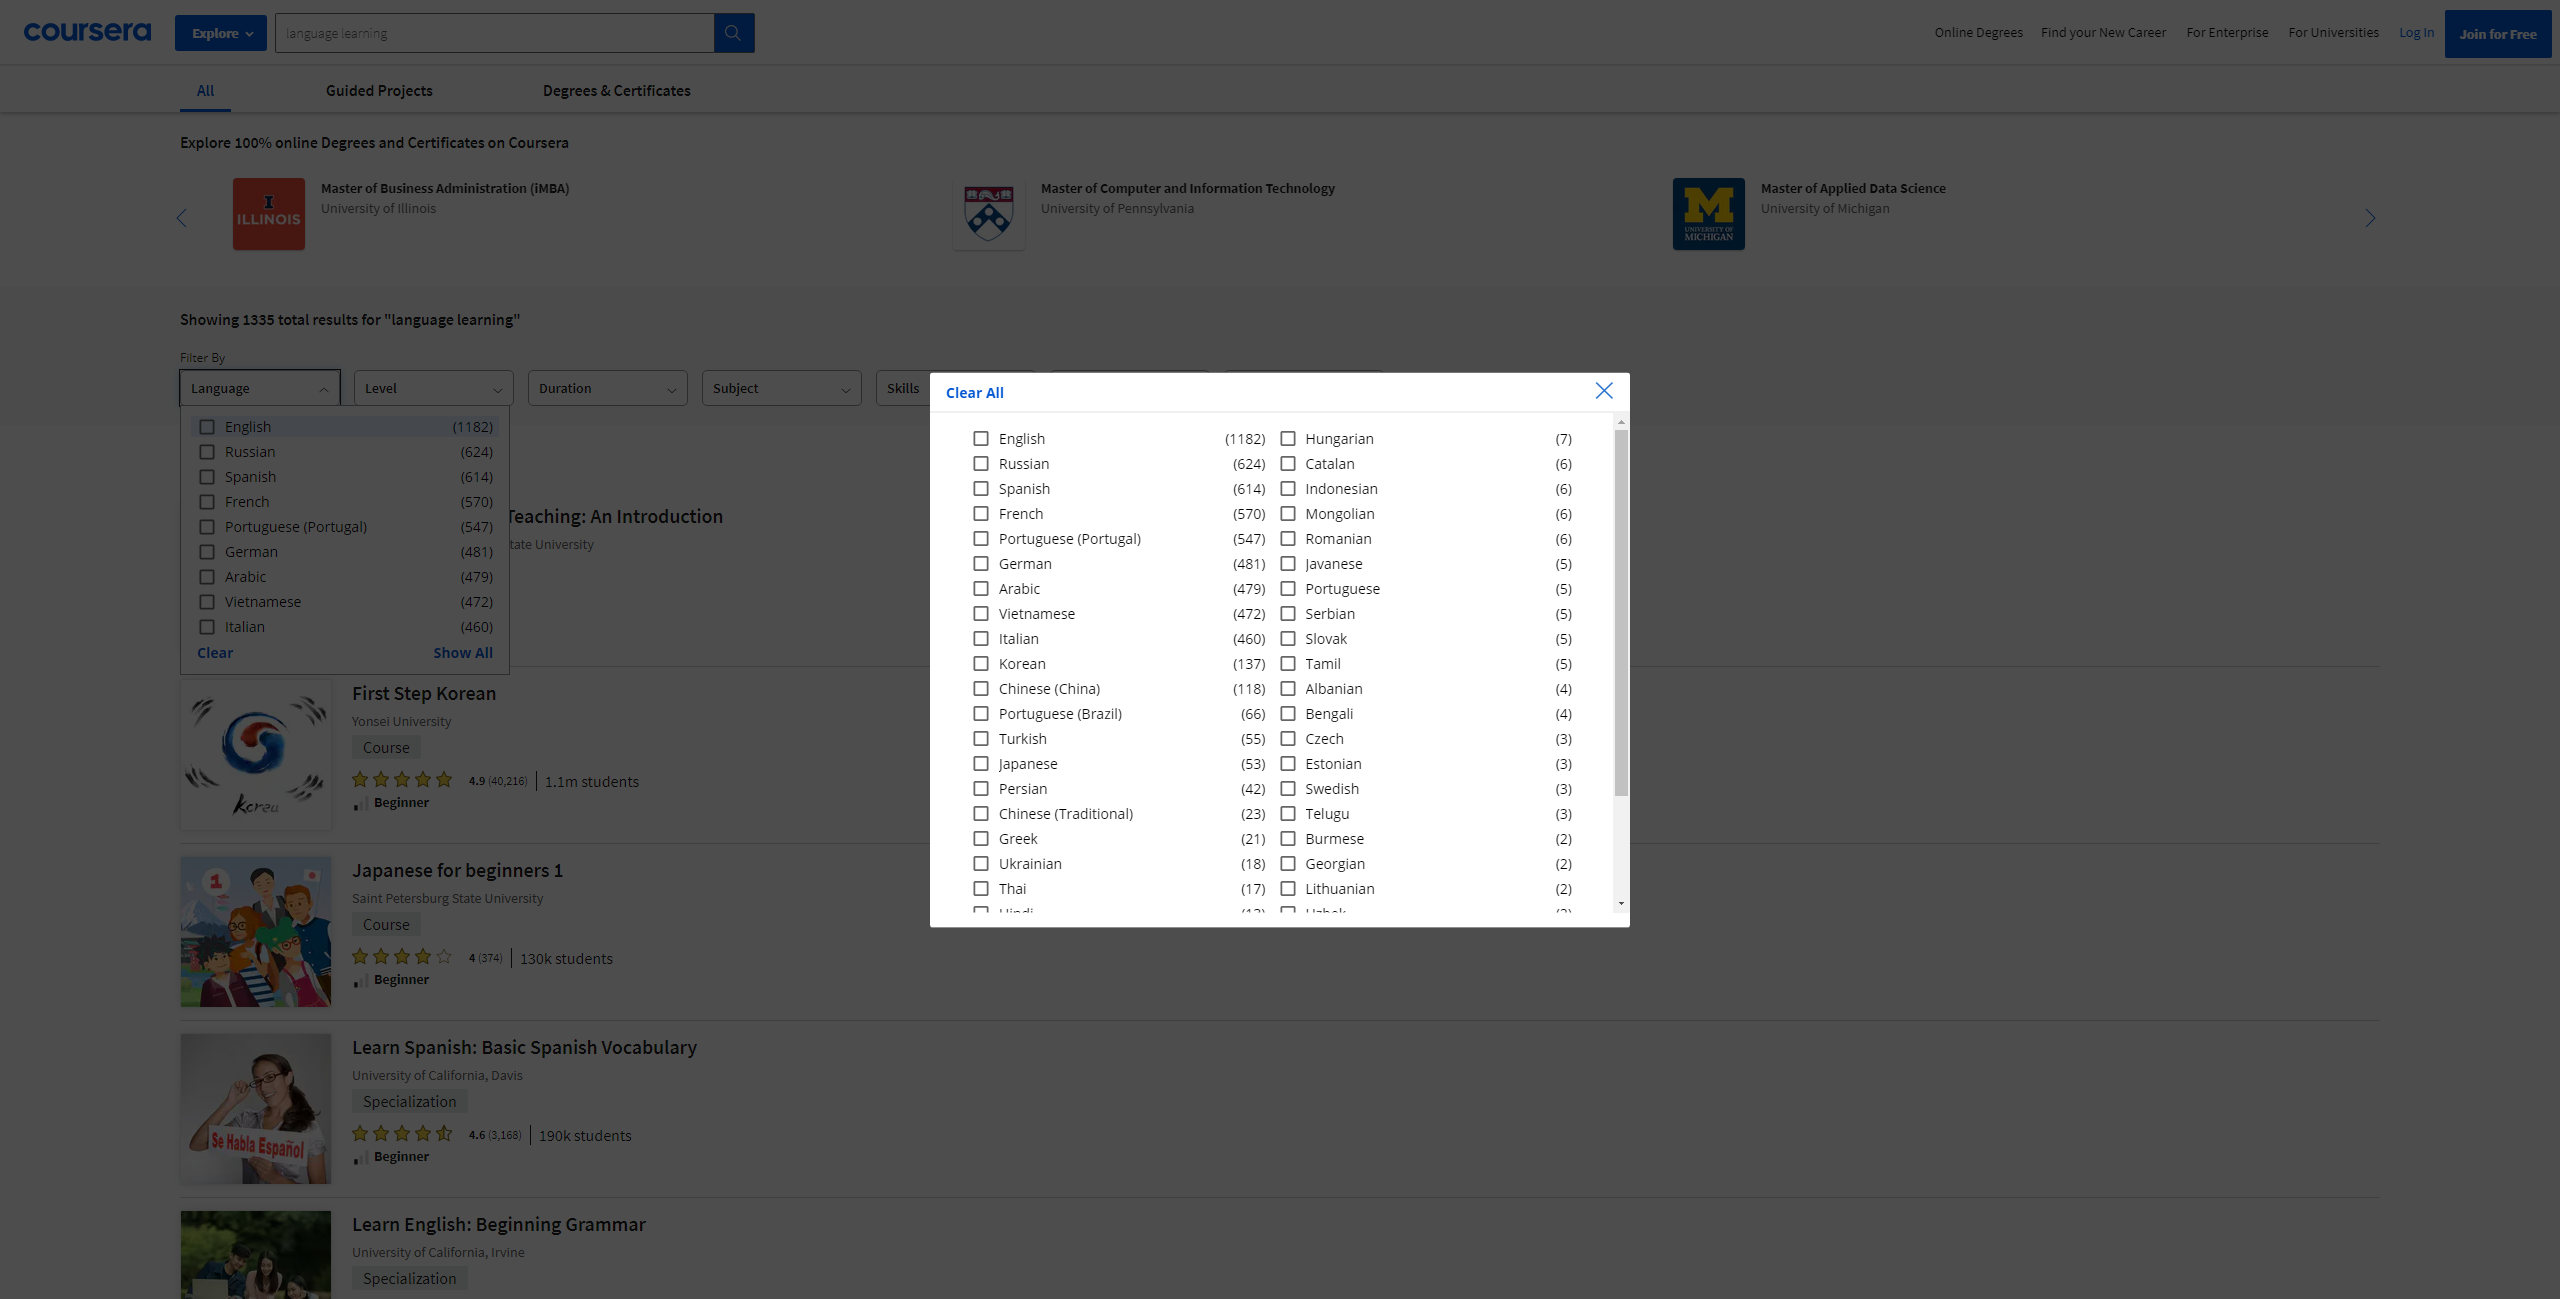 coursera
Explore
language learning
Online Degrees
Find your New Career
For Enterprise
For Universities
Log In
Join for Free
All
Guided Projects
Degrees & Certificates
Explore 100% online Degrees and Certificates on Coursera
I
ILLINOIS
Master of Business Administration (iMBA)
University of Illinois
Master of Computer and Information Technology
University of Pennsylvania
M
UNIVERSITY OF
MICHIGAN
Master of Applied Data Science
University of Michigan
Showing 1335 total results for "language learning"
Filter By
Language
Level
Duration
Subject
Skills
English (1182)
Russian (624)
Spanish (614)
French (570)
Portuguese (Portugal) (547)
German (481)
Arabic (479)
Vietnamese (472)
Italian (460)
Clear
Show All
Teaching: An Introduction
tate University
Clear All
English (1182)
Russian (624)
Spanish (614)
French (570)
Portuguese (Portugal) (547)
German (481)
Arabic (479)
Vietnamese (472)
Italian (460)
Korean (137)
Chinese (China) (118)
Portuguese (Brazil) (66)
Turkish (55)
Japanese (53)
Persian (42)
Chinese (Traditional) (23)
Greek (21)
Ukrainian (18)
Thai (17)
Hindi (13)
Hungarian (7)
Catalan (6)
Indonesian (6)
Mongolian (6)
Romanian (6)
Javanese (5)
Portuguese (5)
Serbian (5)
Slovak (5)
Tamil (5)
Albanian (4)
Bengali (4)
Czech (3)
Estonian (3)
Swedish (3)
Telugu (3)
Burmese (2)
Georgian (2)
Lithuanian (2)
Uzbek (2)
Korea
First Step Korean
Yonsei University
Course
4.9 (40,216)
1.1m students
Beginner
1
Japanese for beginners 1
Saint Petersburg State University
Course
4 (374)
130k students
Beginner
Se Habla Español
Learn Spanish: Basic Spanish Vocabulary
University of California, Davis
Specialization
4.6 (3,168)
190k students
Beginner
Learn English: Beginning Grammar
University of California, Irvine
Specialization